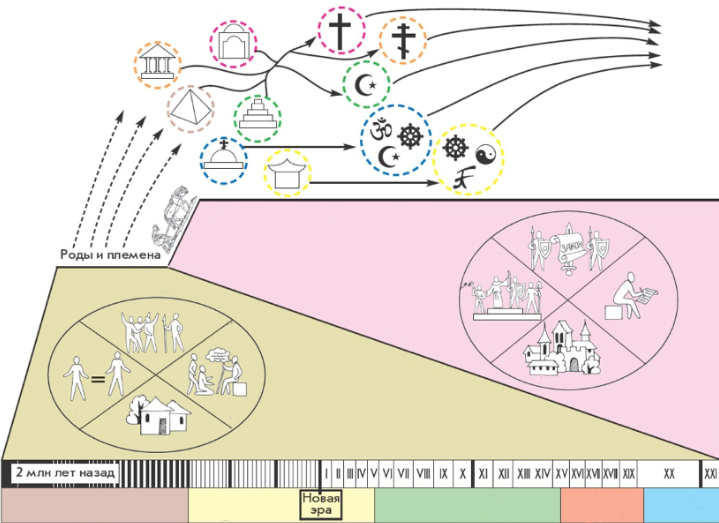 Роды и племена
ЗАКОН
2 млн лет назад
I II III IV V VI VII VIII IX X XI XII XIII XIV XV XVI XVII XVIII XIX XX XXI
Новая
эра